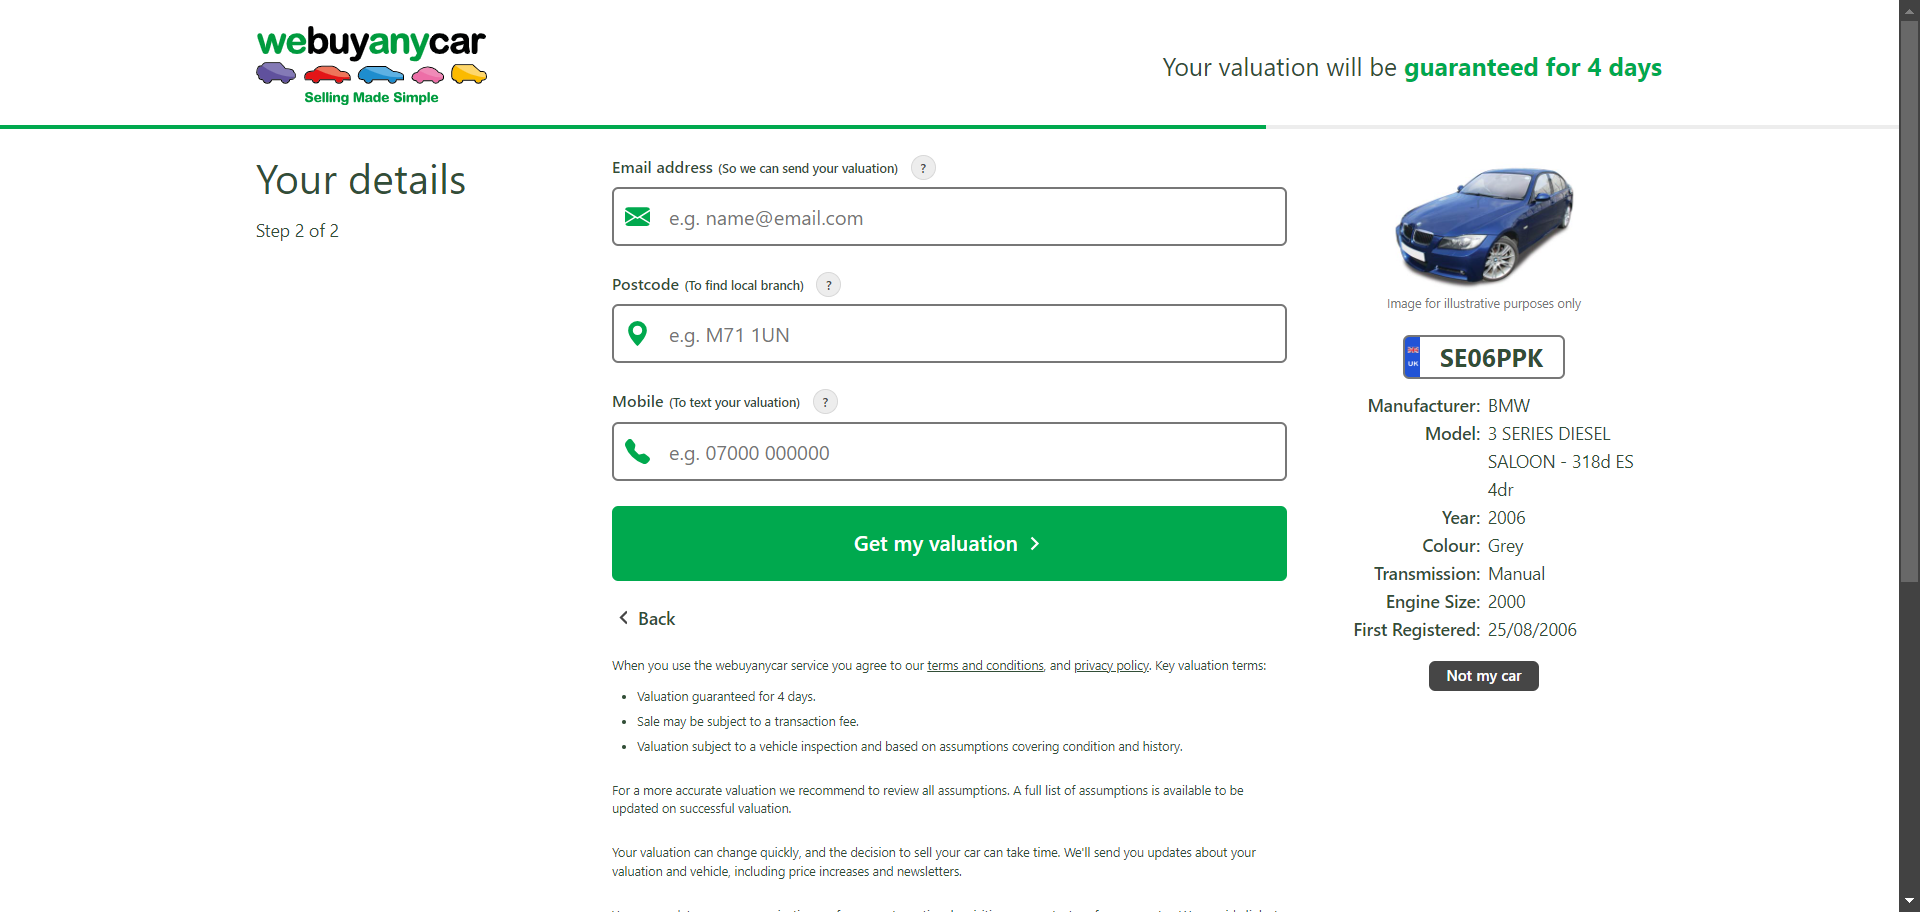 webuyanycar
Selling Made Simple
Your valuation will be guaranteed for 4 days
Your details
Step 2 of 2
Email address (So we can send your valuation) ?
e.g. name@email.com
Postcode (To find local branch) ?
e.g. M71 1UN
Mobile (To text your valuation) ?
e.g. 07000 000000
Get my valuation
Back
When you use the webuyanycar service you agree to our terms and conditions, and privacy policy. Key valuation terms:
Valuation guaranteed for 4 days.
Sale may be subject to a transaction fee.
Valuation subject to a vehicle inspection and based on assumptions covering condition and history.
For a more accurate valuation we recommend to review all assumptions. A full list of assumptions is available to be
updated on successful valuation.
Your valuation can change quickly, and the decision to sell your car can take time. We'll send you updates about your
valuation and vehicle, including price increases and newsletters.
Image for illustrative purposes only
UK
SE06PPK
Manufacturer: BMW
Model: 3 SERIES DIESEL
SALOON - 318d ES
4dr
Year: 2006
Colour: Grey
Transmission: Manual
Engine Size: 2000
First Registered: 25/08/2006
Not my car